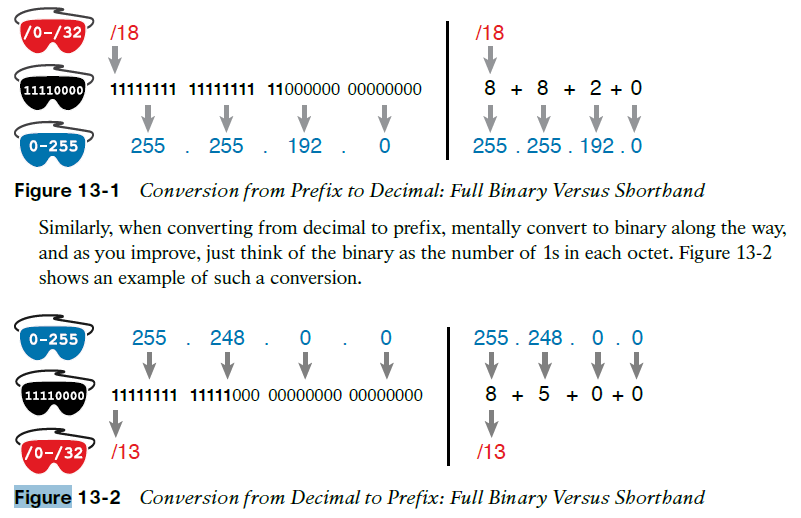 /0–/32 /18 /18
11110000 11111111 11111111 11000000 00000000 8 + 8 + 2 + 0
0–255 255 . 255 . 192 . 0 255 . 255 . 192 . 0
Figure 13-1 Conversion from Prefix to Decimal: Full Binary Versus Shorthand
Similarly, when converting from decimal to prefix, mentally convert to binary along the way,
and as you improve, just think of the binary as the number of 1s in each octet. Figure 13-2
shows an example of such a conversion.
0–255 255 . 248 . 0 . 0 255 . 248 . 0 . 0
11110000 11111111 11111000 00000000 00000000 8 + 5 + 0 + 0
/0–/32 /13 /13
Figure 13-2 Conversion from Decimal to Prefix: Full Binary Versus Shorthand